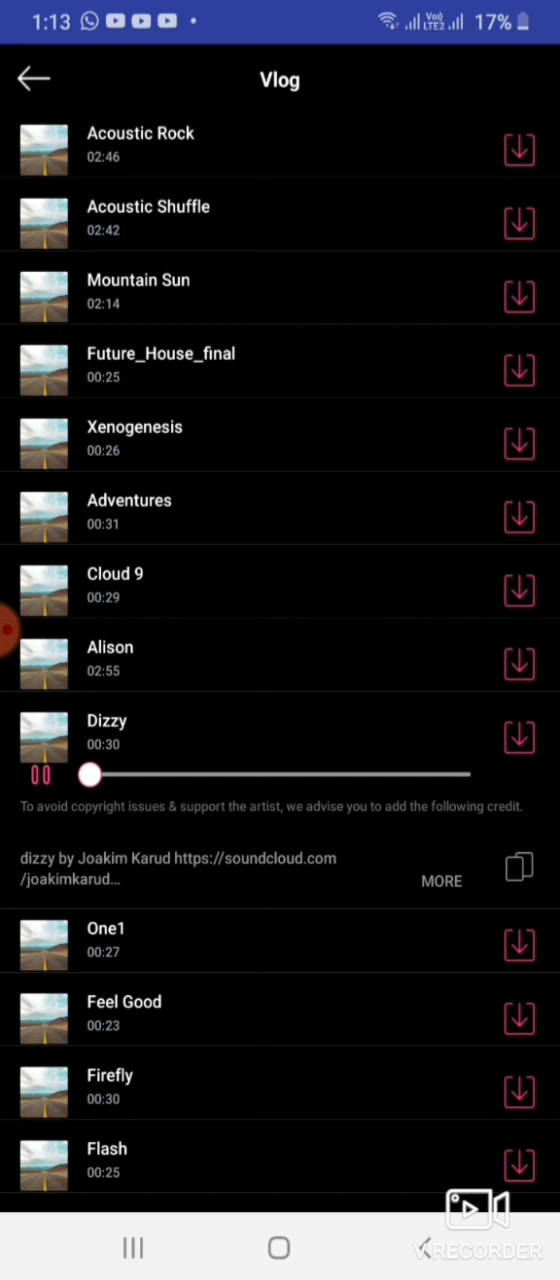 1:13
Vo) LTE2 17%
Vlog
Acoustic Rock
02:46
Acoustic Shuffle
02:42
Mountain Sun
02:14
Future_House_final
00:25
Xenogenesis
00:26
Adventures
00:31
Cloud 9
00:29
Alison
02:55
Dizzy
00:30
To avoid copyright issues & support the artist, we advise you to add the following credit.
dizzy by Joakim Karud https://soundcloud.com
/joakimkarud...
MORE
One1
00:27
Feel Good
00:23
Firefly
00:30
Flash
00:25
V RECORDER